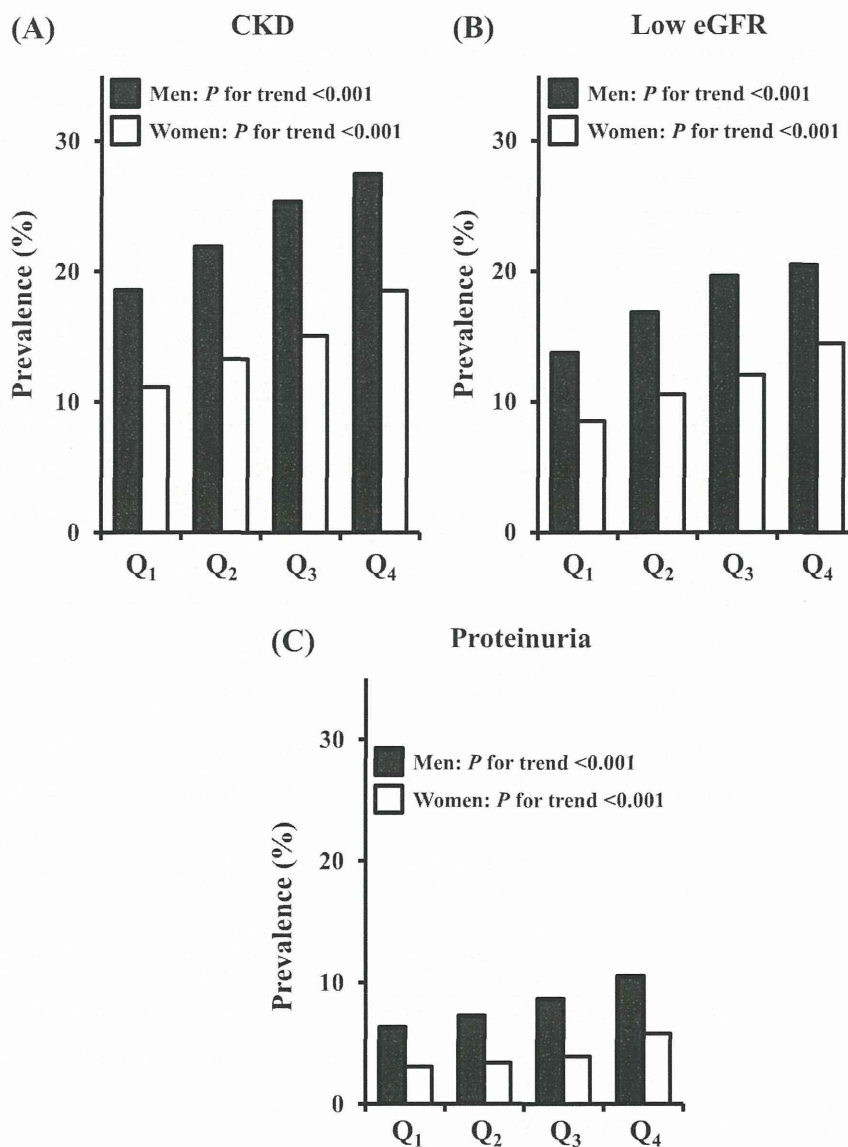 (A) CKD
Men: P for trend <0.001
Women: P for trend <0.001
Prevalence (%)
30
20
10
0
Q1 Q2 Q3 Q4
(B) Low eGFR
Men: P for trend <0.001
Women: P for trend <0.001
Prevalence (%)
30
20
10
0
Q1 Q2 Q3 Q4
(C) Proteinuria
Men: P for trend <0.001
Women: P for trend <0.001
Prevalence (%)
30
20
10
0
Q1 Q2 Q3 Q4